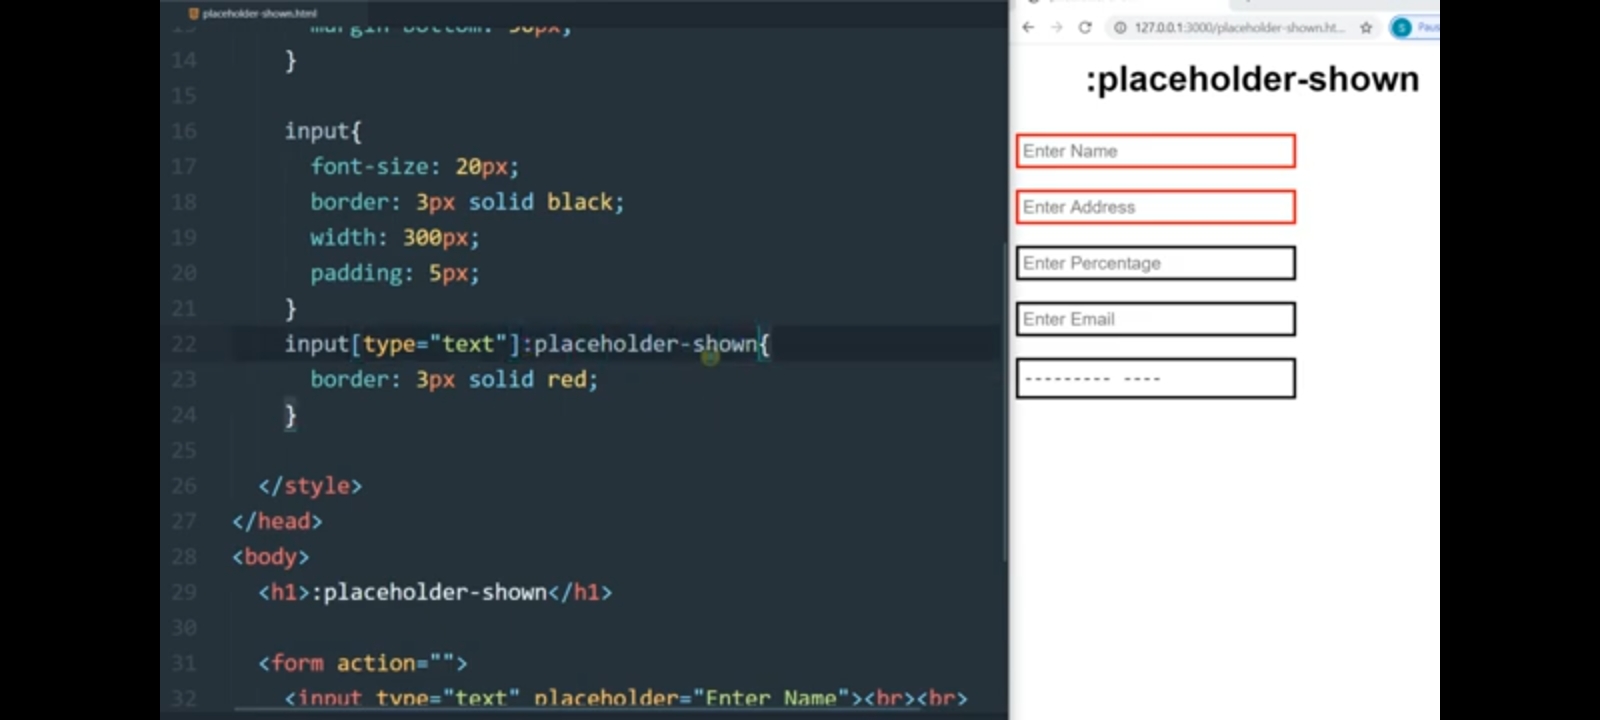 placeholder-shown.html
127.0.0.1:3000/placeholder-shown.ht...
S
14 }
15
16 input{
17 font-size: 20px;
18 border: 3px solid black;
19 width: 300px;
20 padding: 5px;
21 }
22 input[type="text"]:placeholder-shown{
23 border: 3px solid red;
24 }
25
26 </style>
27 </head>
28 <body>
29 <h1>:placeholder-shown</h1>
30
31 <form action="">
32 <input type="text" placeholder="Enter Name"><br><br>
:placeholder-shown
Enter Name
Enter Address
Enter Percentage
Enter Email
--------- ----